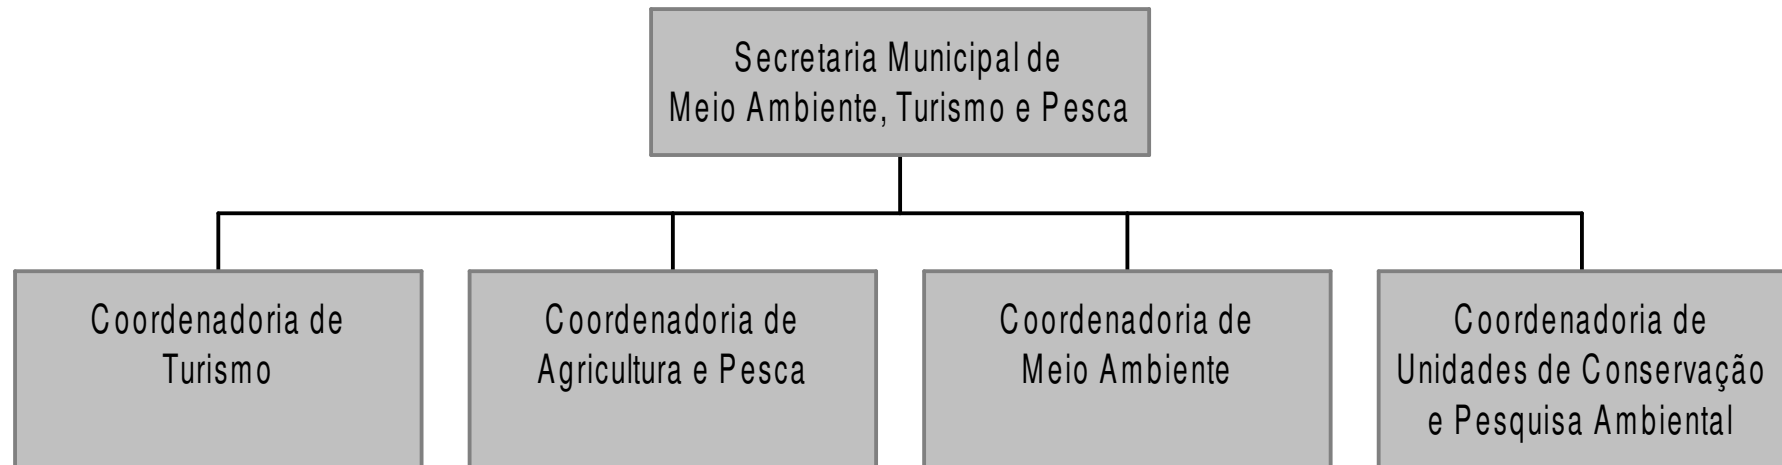 Secretaria Municipal de
Meio Ambiente, Turismo e Pesca
Coordenadoria de
Turismo
Coordenadoria de
Agricultura e Pesca
Coordenadoria de
Meio Ambiente
Coordenadoria de
Unidades de Conservação
e Pesquisa Ambiental